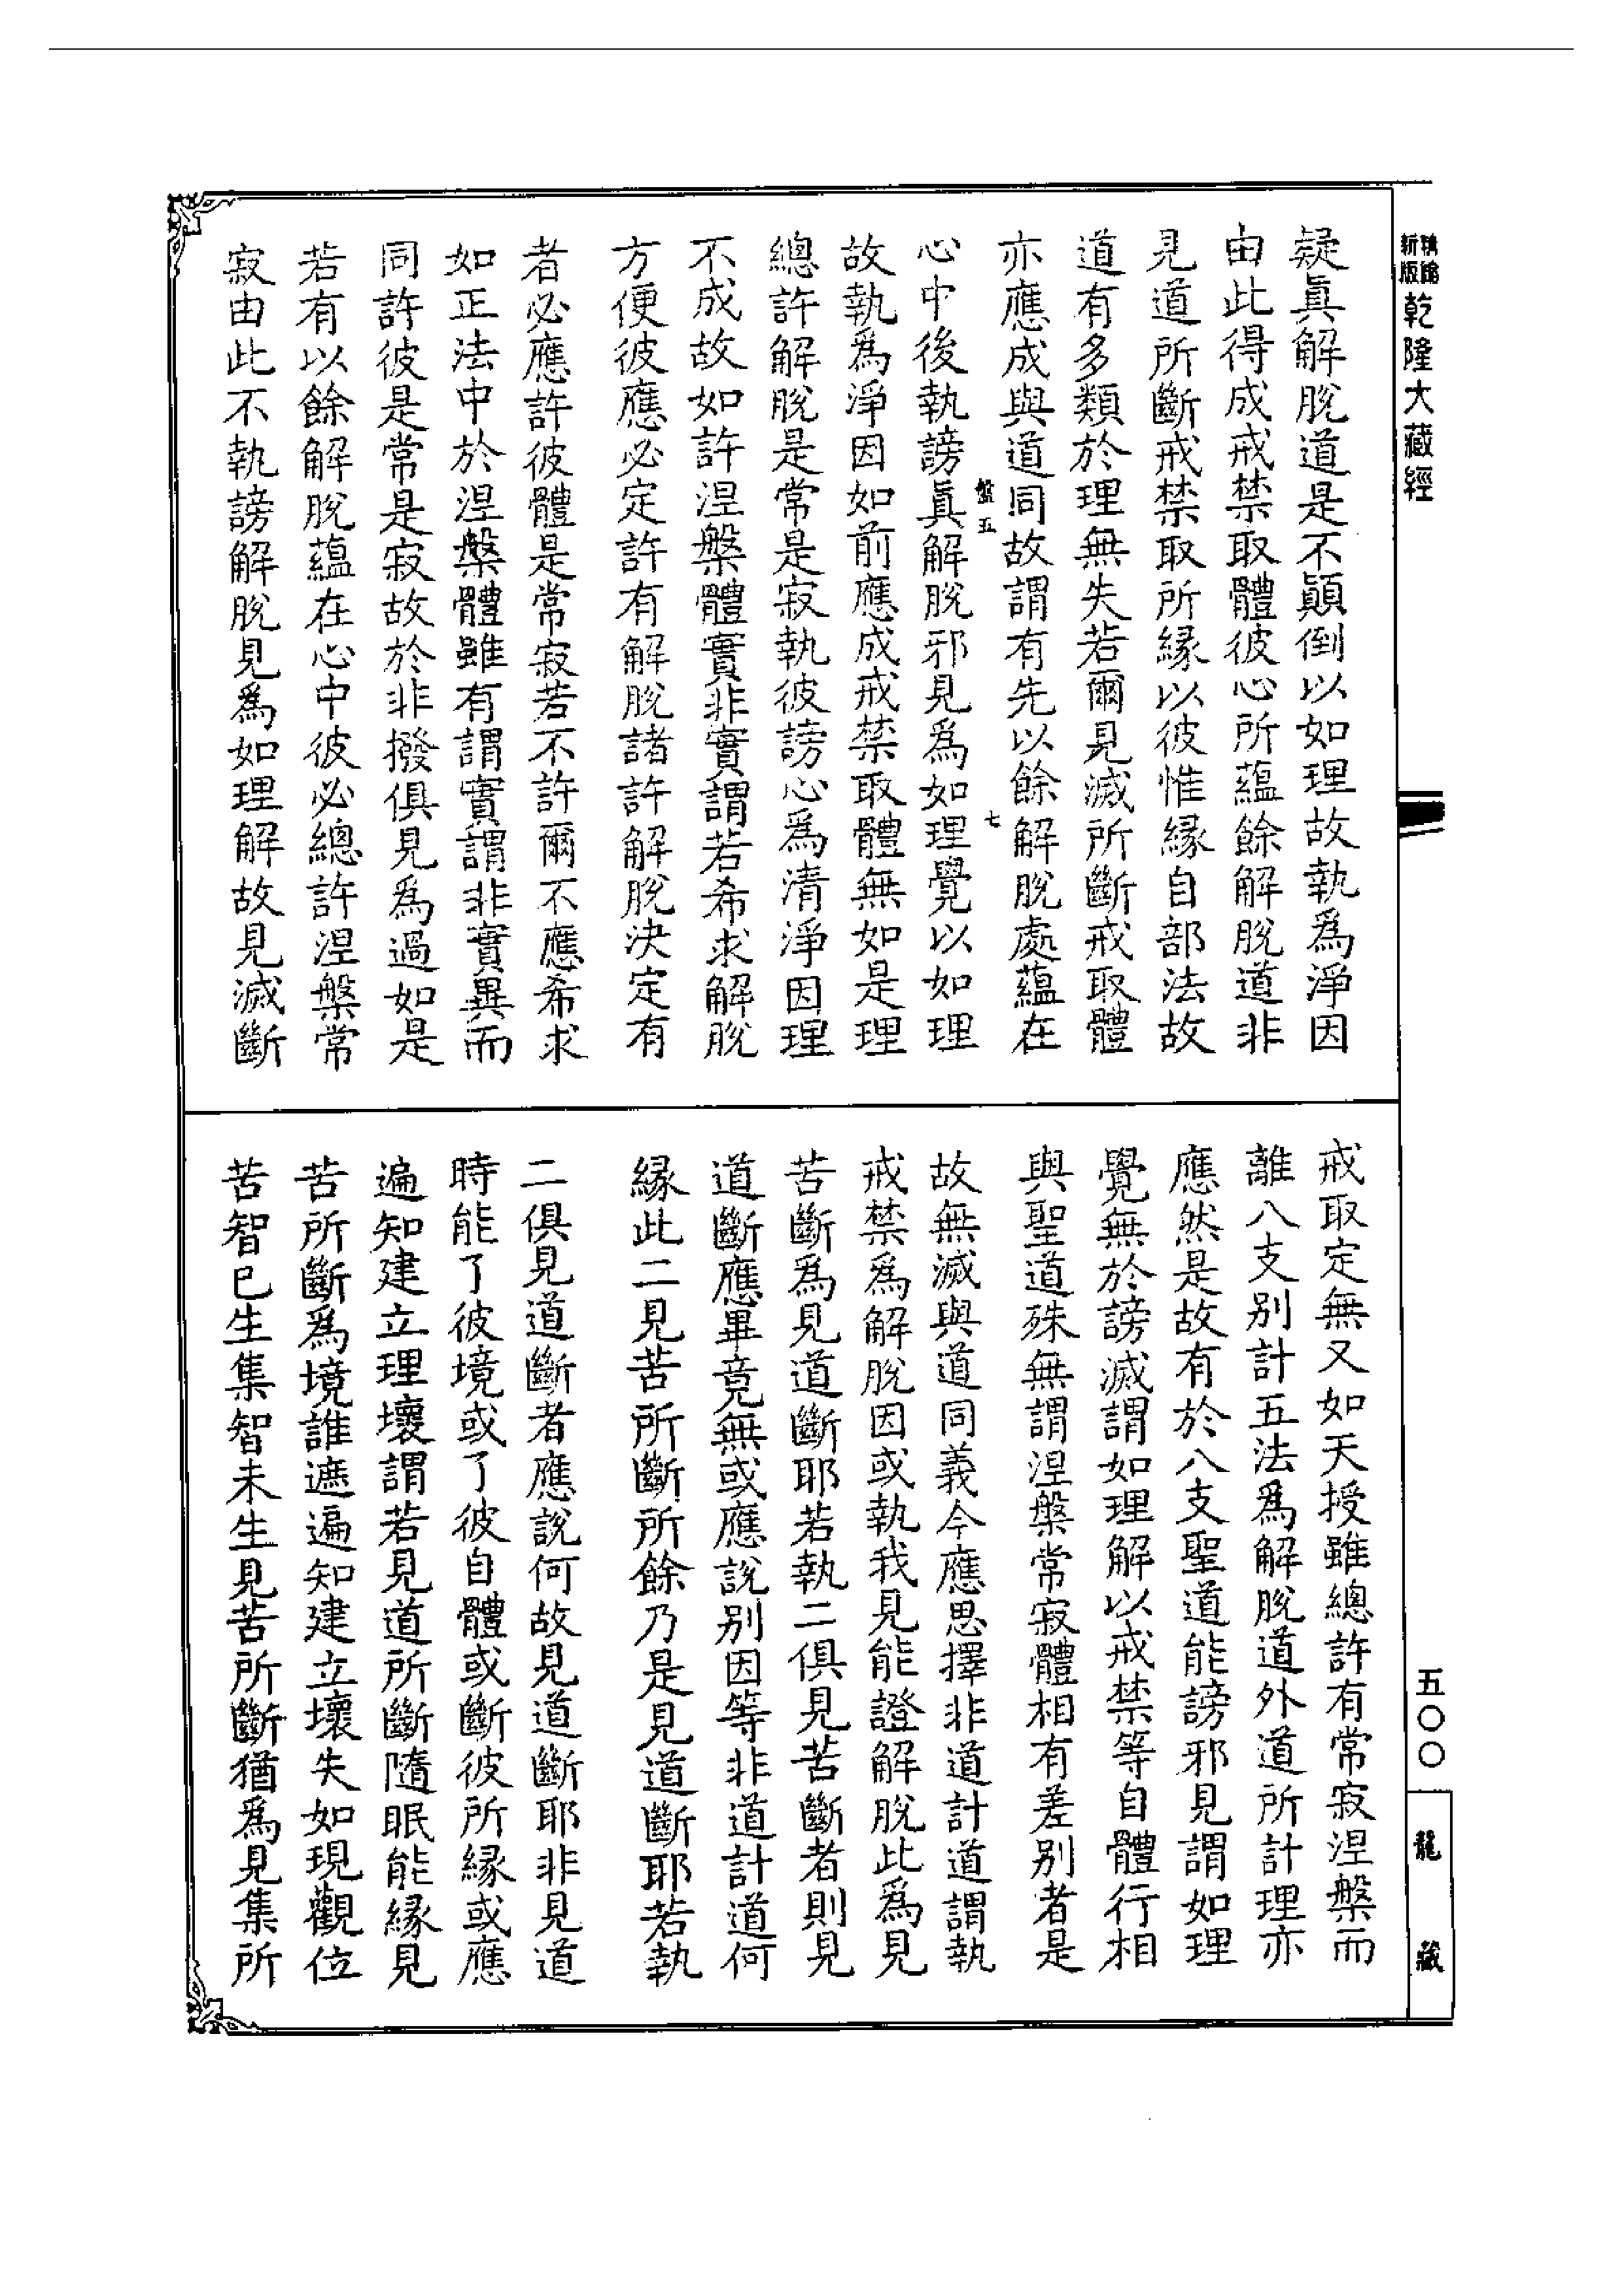 新版
精縮
乾隆大藏經
疑眞解脫道是不顚倒以如理故執爲淨因
由此得成戒禁取體彼心所蘊餘解脫道非
見道所斷戒禁取所緣以彼惟緣自部法故
道有多類於理無失若爾見滅所斷戒取體
亦應成與道同故謂有先以餘解脫處蘊在
盤五
七
心中後執謗眞解脫邪見爲如理覺以如理
故執爲淨因如前應成戒禁取體無如是理
總許解脫是常是寂執彼謗心爲清淨因理
不成故如許涅槃體實非實謂若希求解脫
方便彼應必定許有解脫諸許解脫決定有
者必應許彼體是常寂若不許爾不應希求
如正法中於涅槃體雖有謂實謂非實異而
同許彼是常是寂故於非撥俱見爲過如是
若有以餘解脫蘊在心中彼必總許涅槃常
寂由此不執謗解脫見爲如理解故見滅斷
戒取定無又如天授雖總許有常寂涅槃而
離八支別計五法爲解脫道外道所計理亦
應然是故有於八支聖道能謗邪見謂如理
覺無於謗滅謂如理解以戒禁等自體行相
與聖道殊無謂涅槃常寂體相有差別者是
故無滅與道同義今應思擇非道計道謂執
戒禁爲解脫因或執我見能證解脫此爲見
苦斷爲見道斷耶若執二俱見苦斷者則見
道斷應畢竟無或應說別因等非道計道何
緣此二見苦所斷所餘乃是見道斷耶若執
二俱見道斷者應說何故見道斷耶非見道
時能了彼境或了彼自體或斷彼所緣或應
遍知建立理壞謂若見道所斷隨眠能緣見
苦所斷爲境誰遮遍知建立壞失如現觀位
苦智已生集智未生見苦所斷猶爲見集所
五〇〇
龍藏